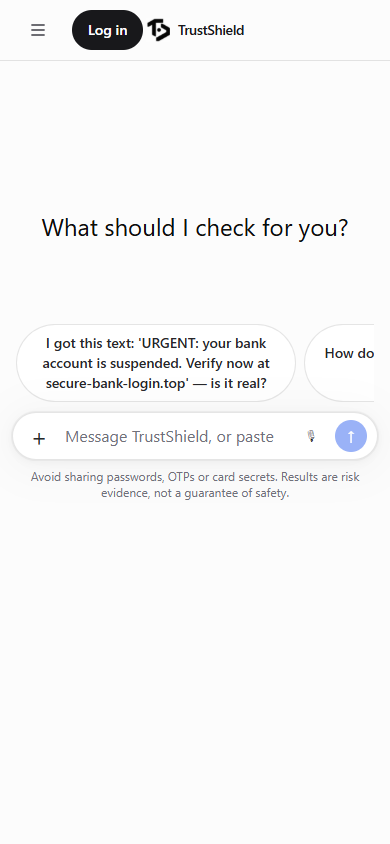 Log in
TrustShield
What should I check for you?
I got this text: 'URGENT: your bank
account is suspended. Verify now at
secure-bank-login.top' — is it real?
How do
Message TrustShield, or paste
Avoid sharing passwords, OTPs or card secrets. Results are risk
evidence, not a guarantee of safety.